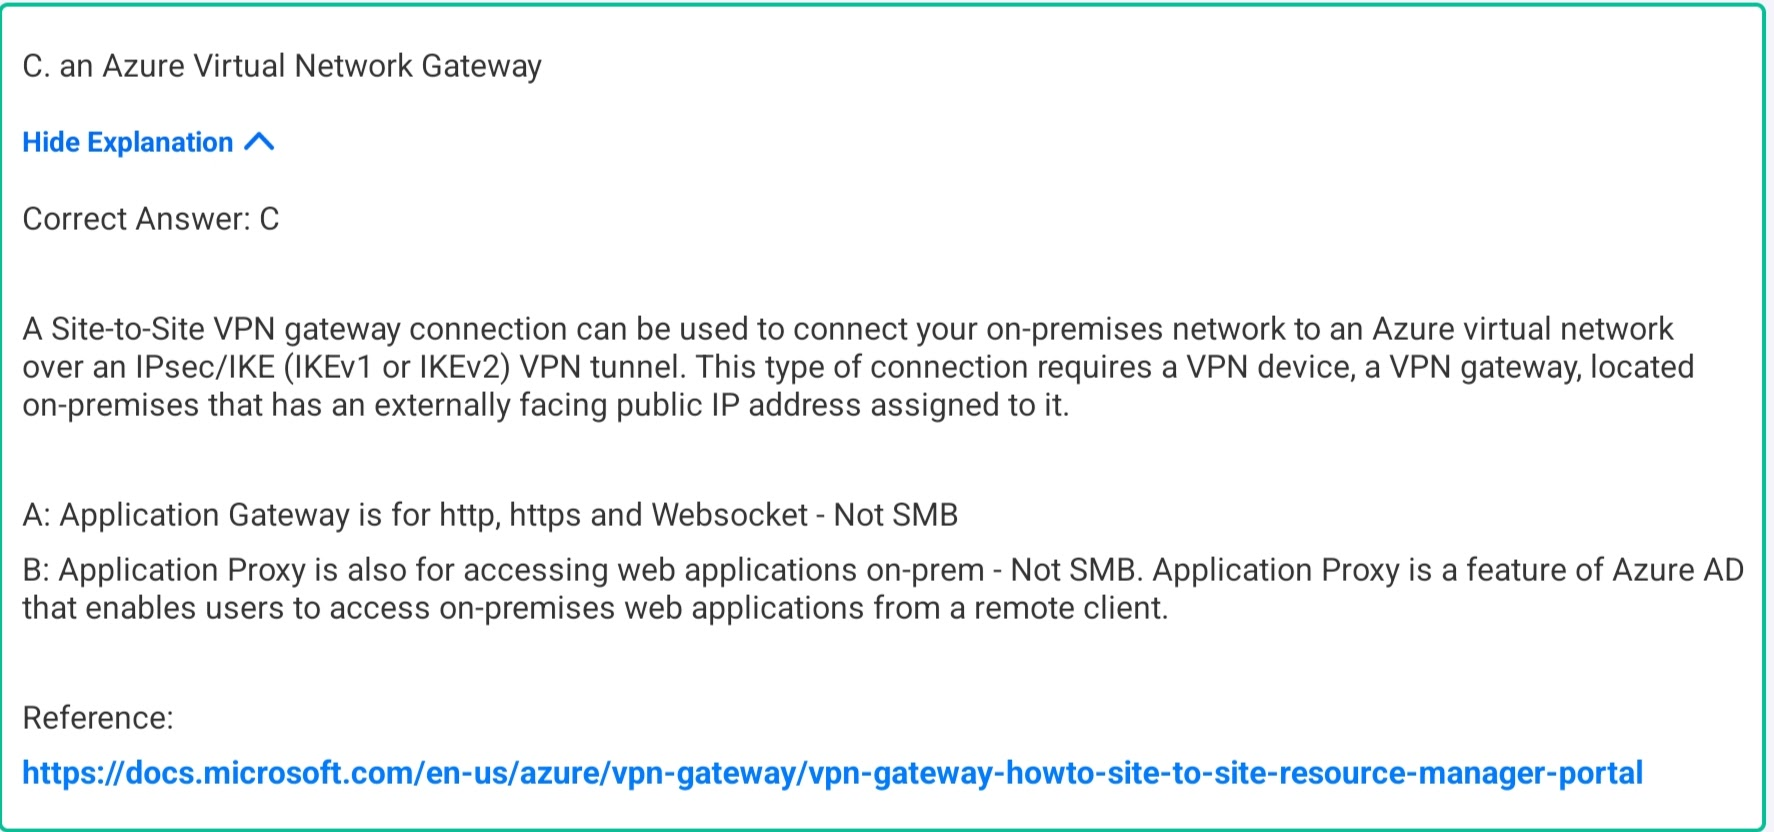 C. an Azure Virtual Network Gateway
Hide Explanation
Correct Answer: C
A Site-to-Site VPN gateway connection can be used to connect your on-premises network to an Azure virtual network
over an IPsec/IKE (IKEv1 or IKEv2) VPN tunnel. This type of connection requires a VPN device, a VPN gateway, located
on-premises that has an externally facing public IP address assigned to it.
A: Application Gateway is for http, https and Websocket - Not SMB
B: Application Proxy is also for accessing web applications on-prem - Not SMB. Application Proxy is a feature of Azure AD
that enables users to access on-premises web applications from a remote client.
Reference:
https://docs.microsoft.com/en-us/azure/vpn-gateway/vpn-gateway-howto-site-to-site-resource-manager-portal